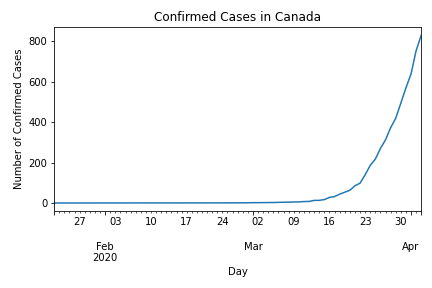 Confirmed Cases in Canada
Number of Confirmed Cases
800
600
400
200
0
27 03 10 17 24 02 09 16 23 30
Feb Mar Apr
2020
Day